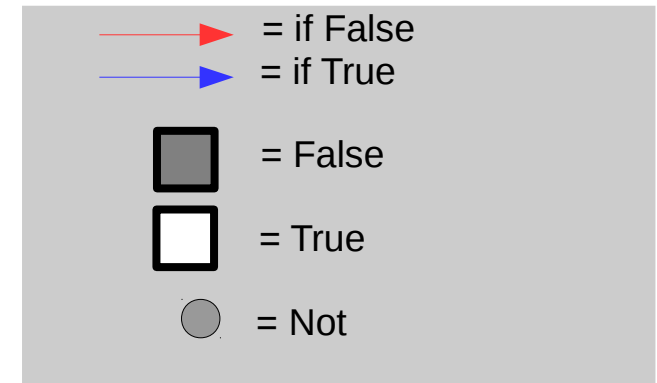 = if False
= if True
= False
= True
= Not